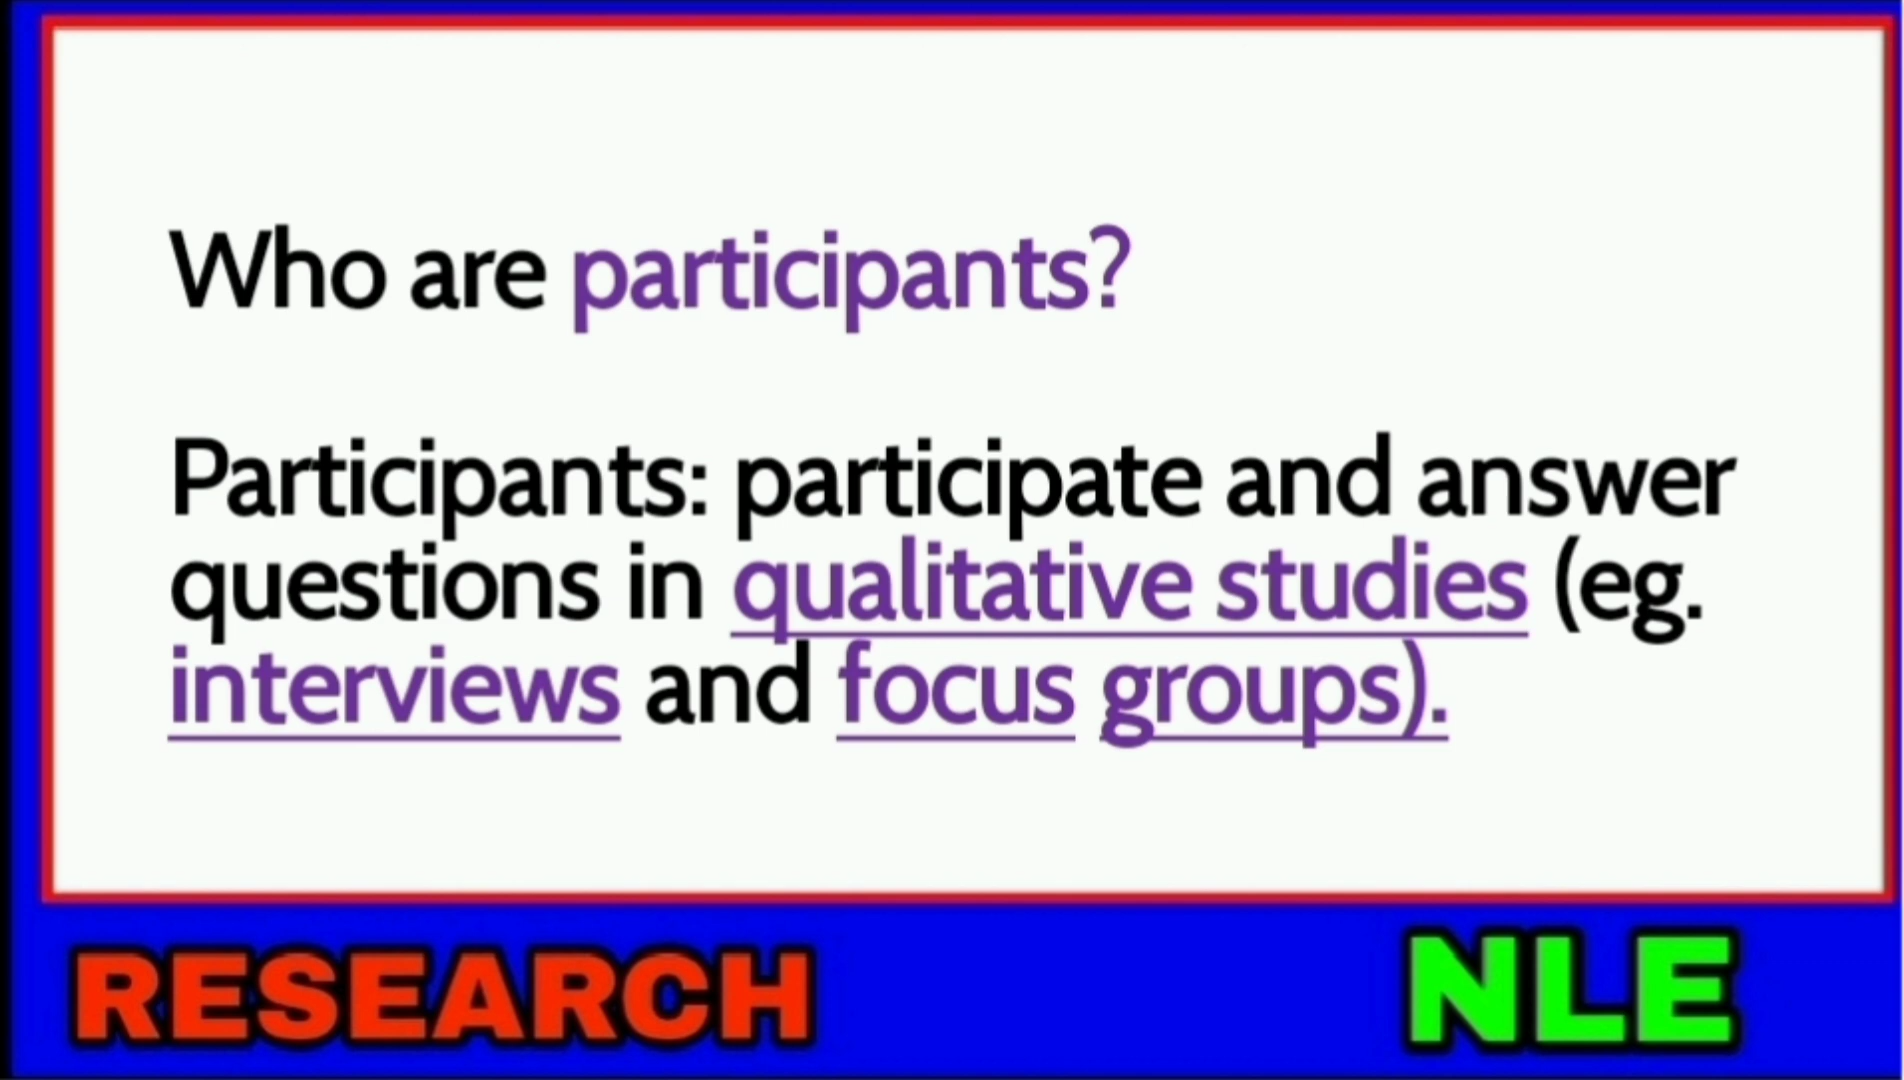 Who are participants?
Participants: participate and answer
questions in qualitative studies (eg.
interviews and focus groups).
RESEARCH
NLE